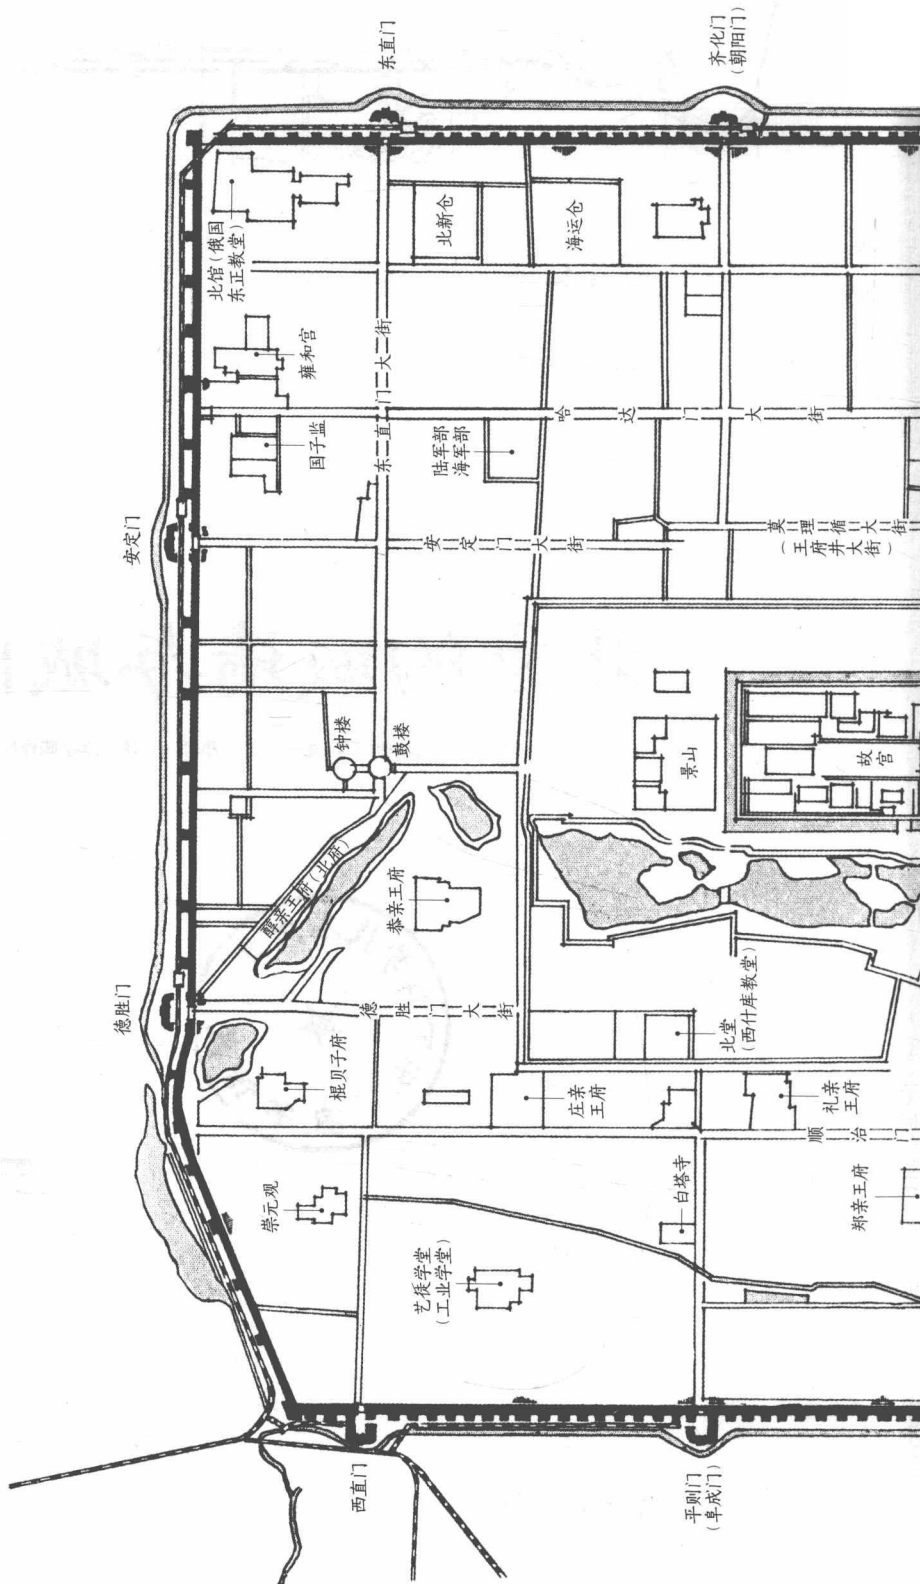 东直门
齐化门
(朝阳门)
北馆(俄国
东正教堂)
北新仓
海运仓
雍和宫
国子监
东直门大街
陆军部
海军部
哈达门大街
安定门
安定门大街
莫理循大街
(王府井大街)
钟楼
鼓楼
景山
故宫
醇亲王府(北府)
恭亲王府
德胜门
德胜门大街
北堂
(西什库教堂)
棍贝子府
庄亲
王府
礼亲
王府
顺治门
崇元观
白塔寺
郑亲王府
艺徒学堂
(工业学堂)
西直门
平则门
(阜成门)